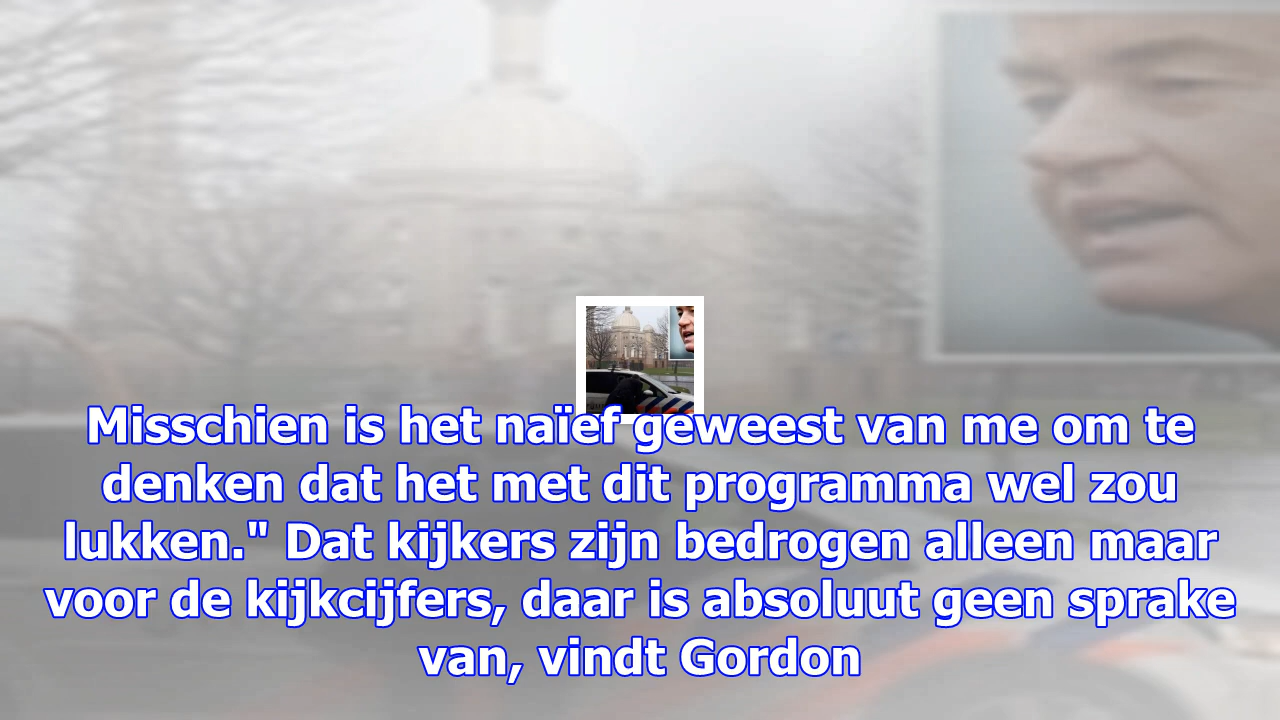 Misschien is het naïef geweest van me om te
denken dat het met dit programma wel zou
lukken." Dat kijkers zijn bedrogen alleen maar
voor de kijkcijfers, daar is absoluut geen sprake
van, vindt Gordon